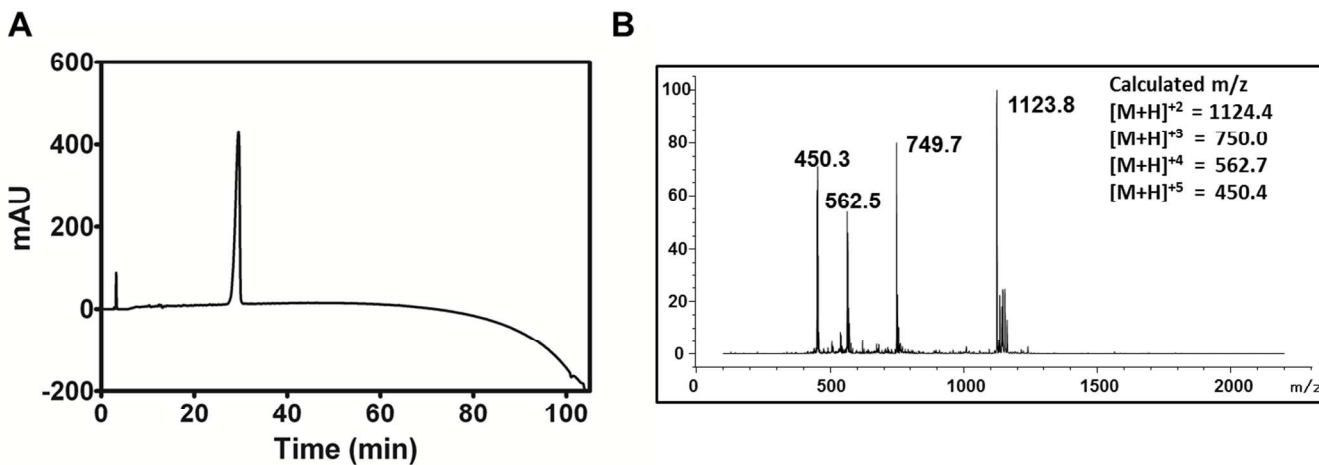 A
B
600
400
200
0
-200
mAU
0
20
40
60
80
100
Time (min)
100
80
60
40
20
0
450.3
562.5
749.7
1123.8
Calculated m/z
[M+H]⁺² = 1124.4
[M+H]⁺³ = 750.0
[M+H]⁺⁴ = 562.7
[M+H]⁺⁵ = 450.4
0
500
1000
1500
2000
m/z